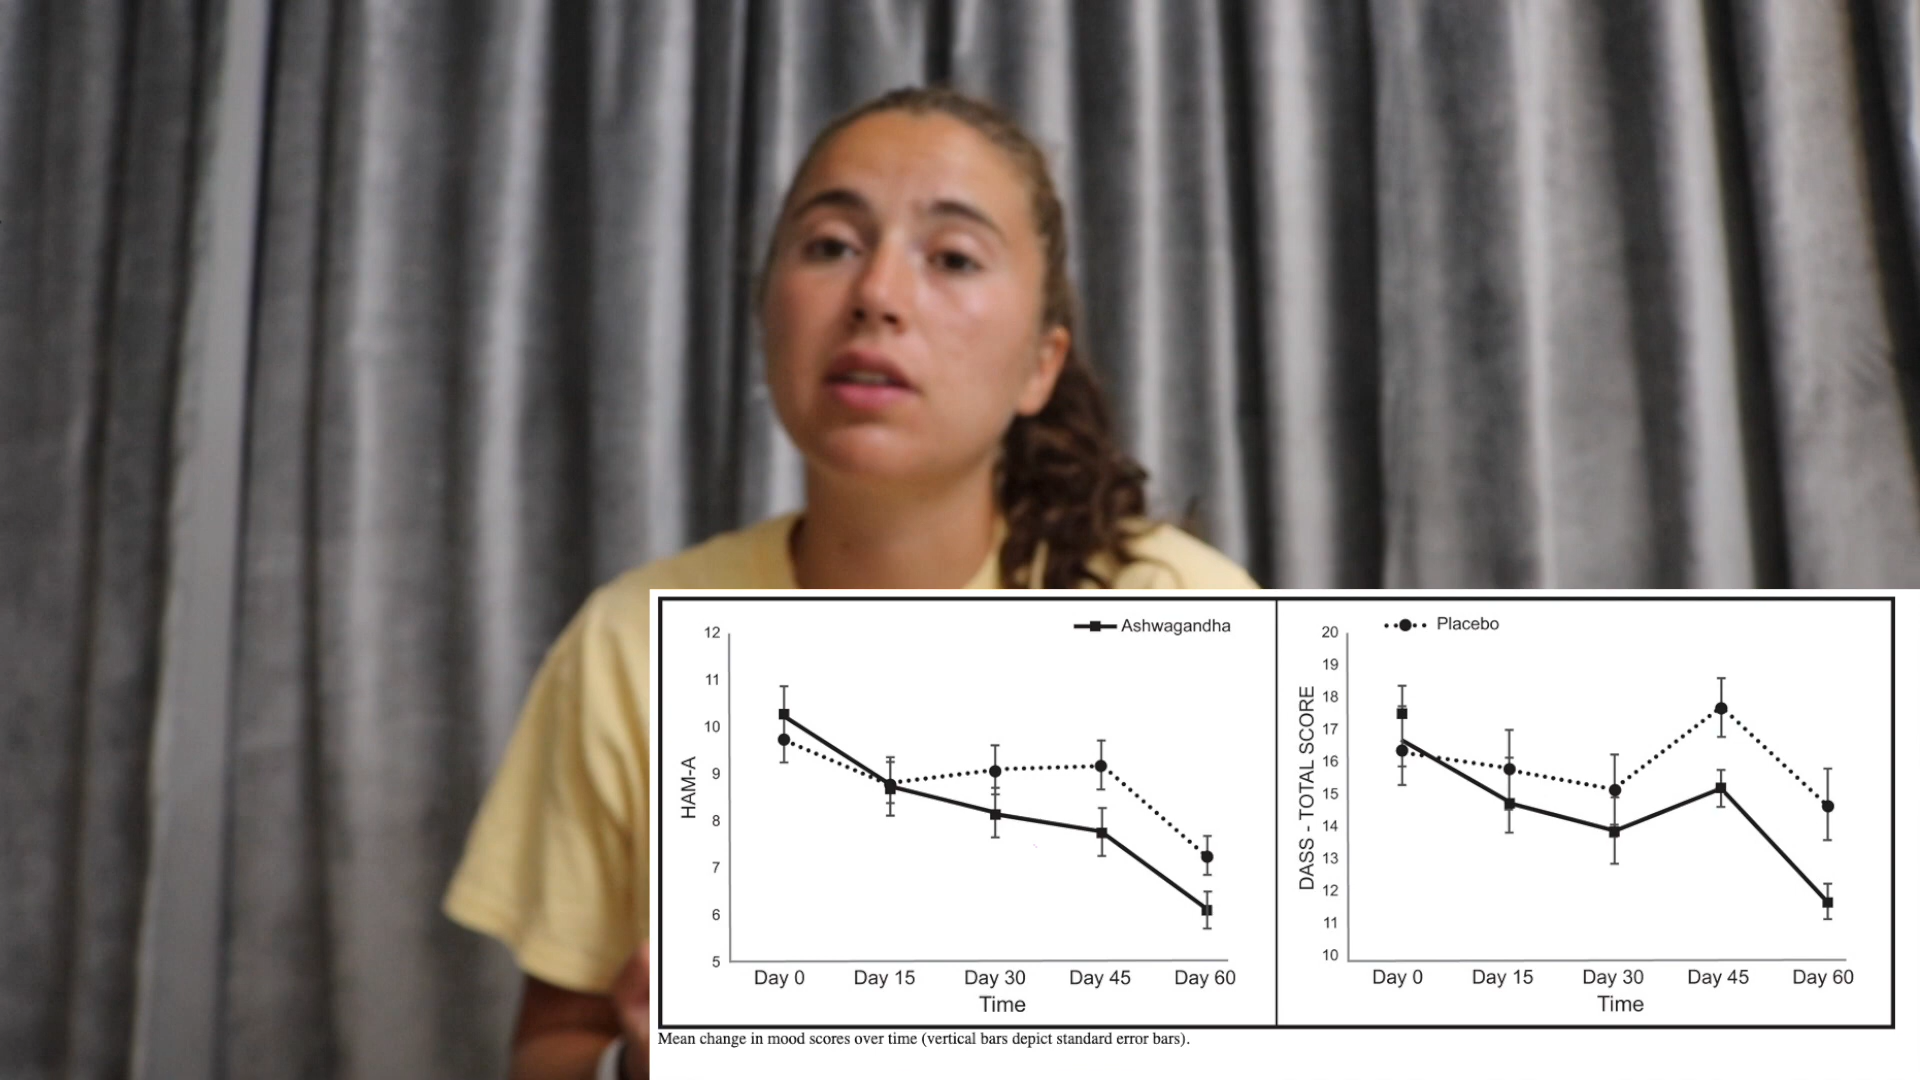 Ashwagandha
12
11
10
9
8
7
6
5
HAM-A
Day 0 Day 15 Day 30 Day 45 Day 60
Time
Placebo
20
19
18
17
16
15
14
13
12
11
10
DASS - TOTAL SCORE
Day 0 Day 15 Day 30 Day 45 Day 60
Time
Mean change in mood scores over time (vertical bars depict standard error bars).